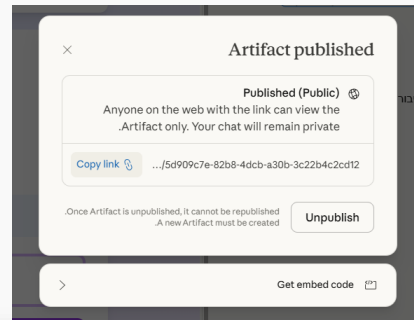 Artifact published
Published (Public)
Anyone on the web with the link can view the
.Artifact only. Your chat will remain private
Copy link
.../5d909c7e-82b8-4dcb-a30b-3c22b4c2cd12
.Once Artifact is unpublished, it cannot be republished
.A new Artifact must be created
Unpublish
Get embed code